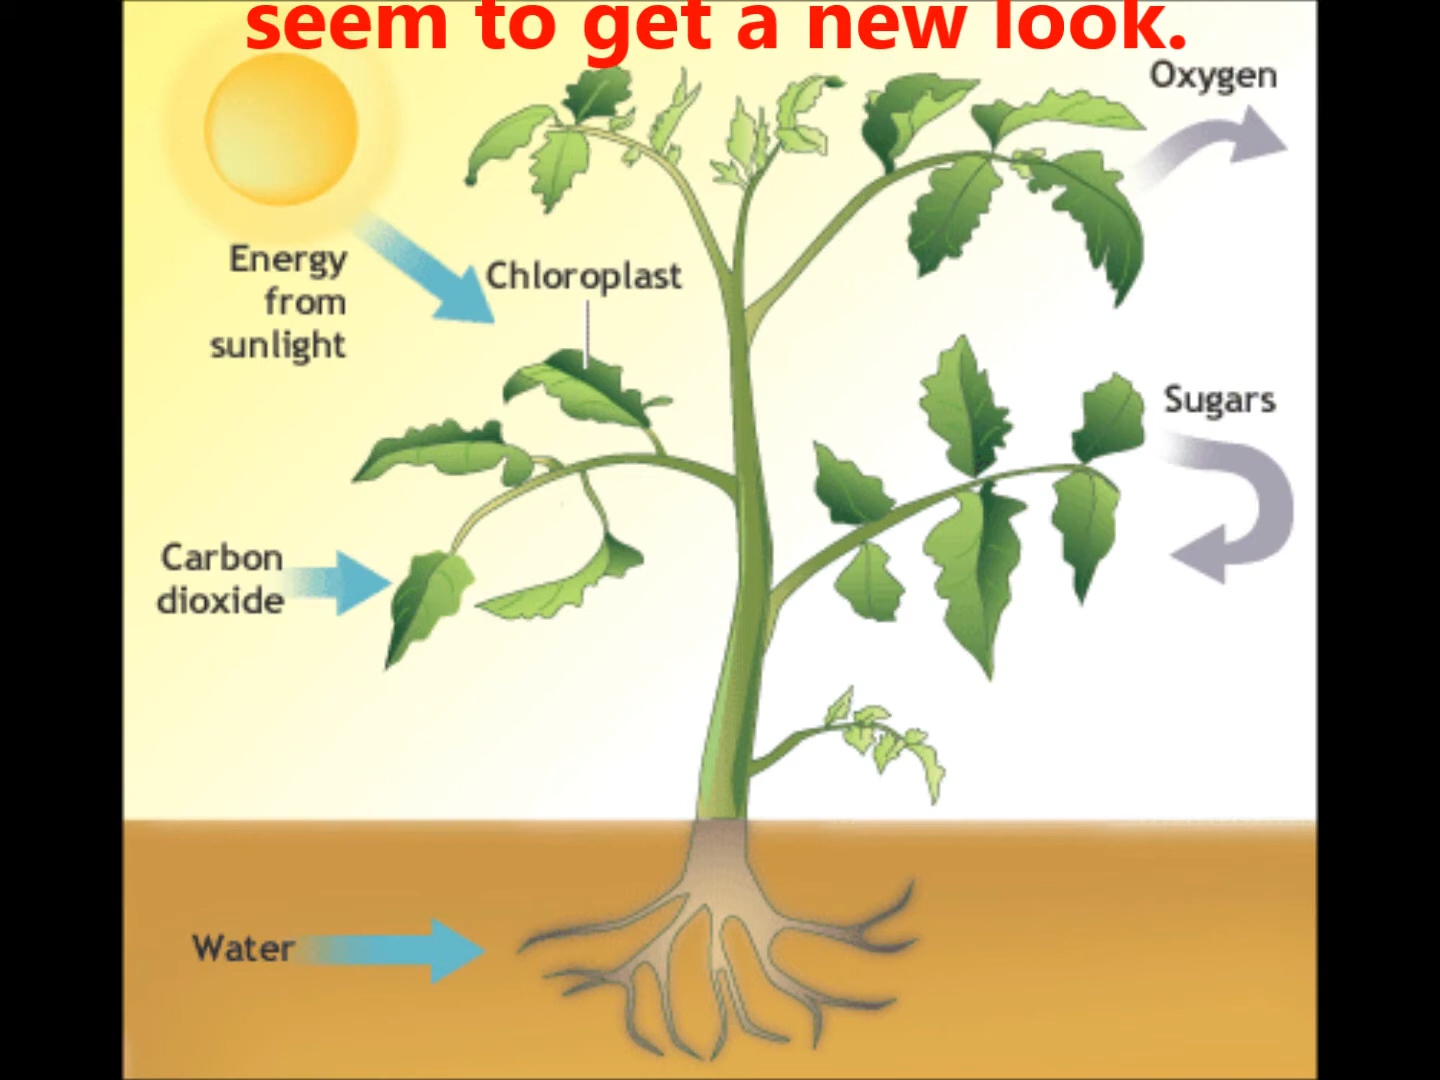 seem to get a new look.
Oxygen
Energy
from
sunlight
Chloroplast
Sugars
Carbon
dioxide
Water